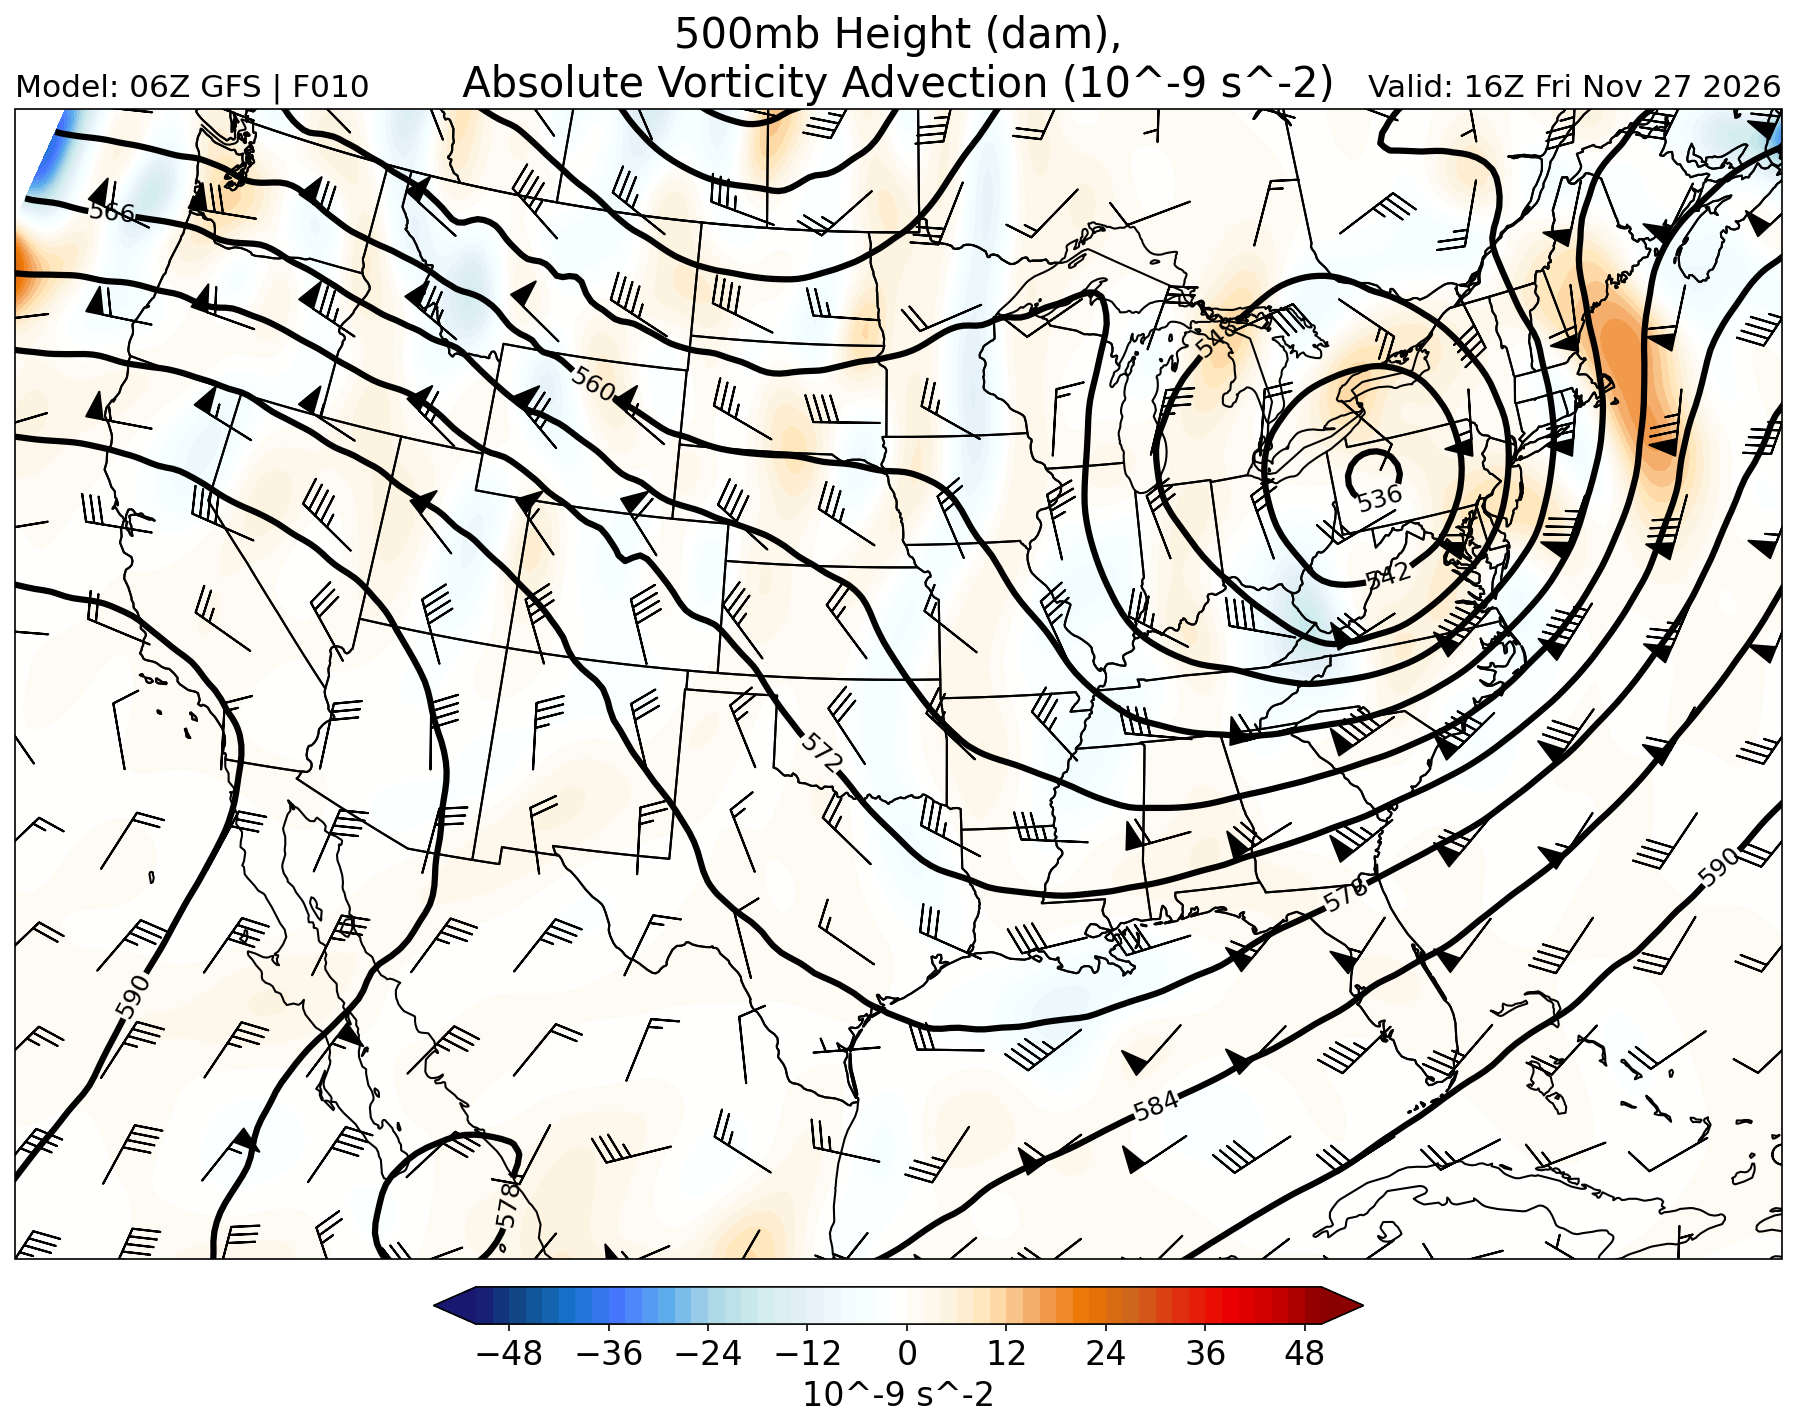 500mb Height (dam),
Model: 06Z GFS | F010
Absolute Vorticity Advection (10^-9 s^-2)
Valid: 16Z Fri Nov 27 2026
566
548
560
536
542
572
590
578
590
584
578
−48 −36 −24 −12 0 12 24 36 48
10^-9 s^-2